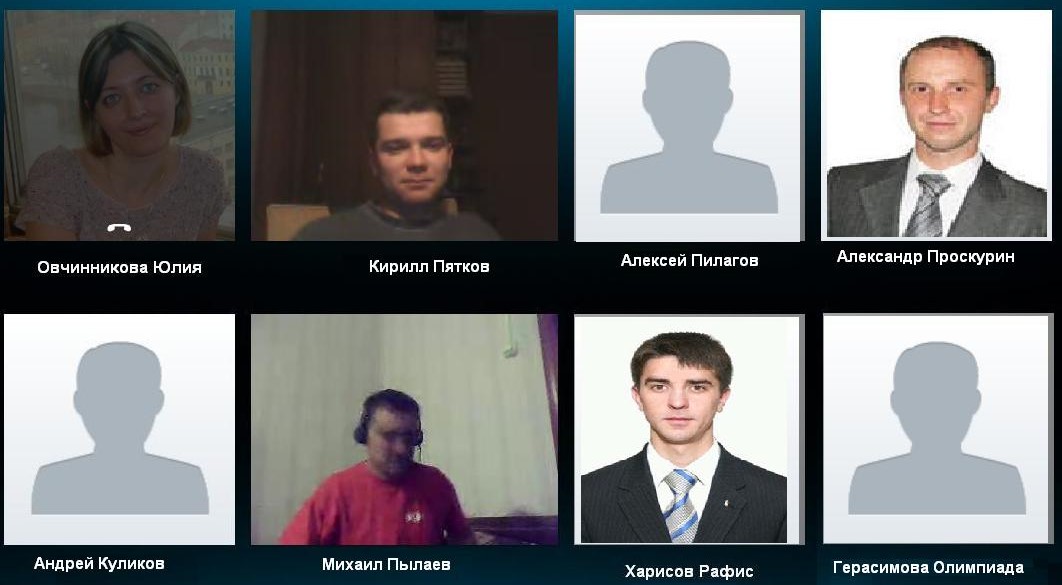 Овчинникова Юлия
Кирилл Пятков
Алексей Пилагов
Александр Проскурин
Андрей Куликов
Михаил Пылаев
Харисов Рафис
Герасимова Олимпиада